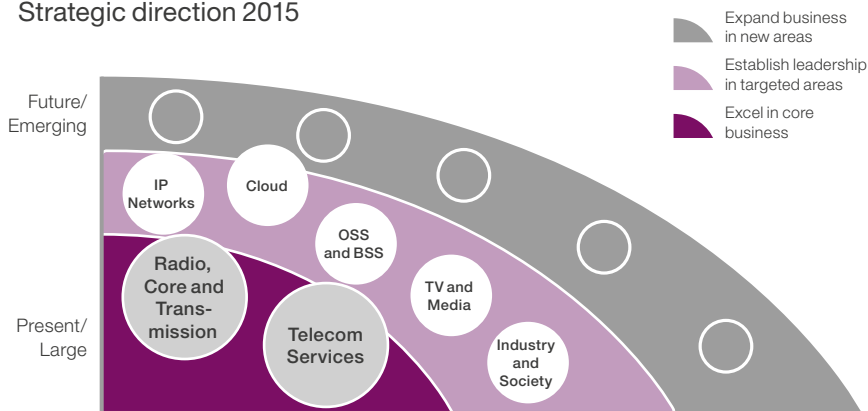 Strategic direction 2015
Expand business
in new areas
Establish leadership
in targeted areas
Excel in core
business
Future/
Emerging
Present/
Large
IP
Networks
Cloud
OSS
and BSS
TV and
Media
Industry
and
Society
Radio,
Core and
Trans-
mission
Telecom
Services